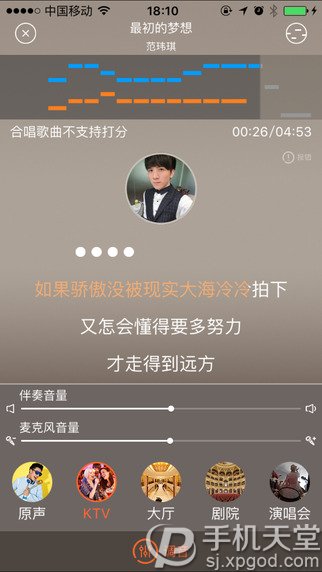 中国移动 18:10
最初的梦想
范玮琪
合唱歌曲不支持打分 00:26/04:53
报错
如果骄傲没被现实大海冷冷拍下
又怎会懂得要多努力
才走得到远方
伴奏音量
麦克风音量
原声 KTV 大厅 剧院 演唱会
手机天堂
sj.xpgod.com